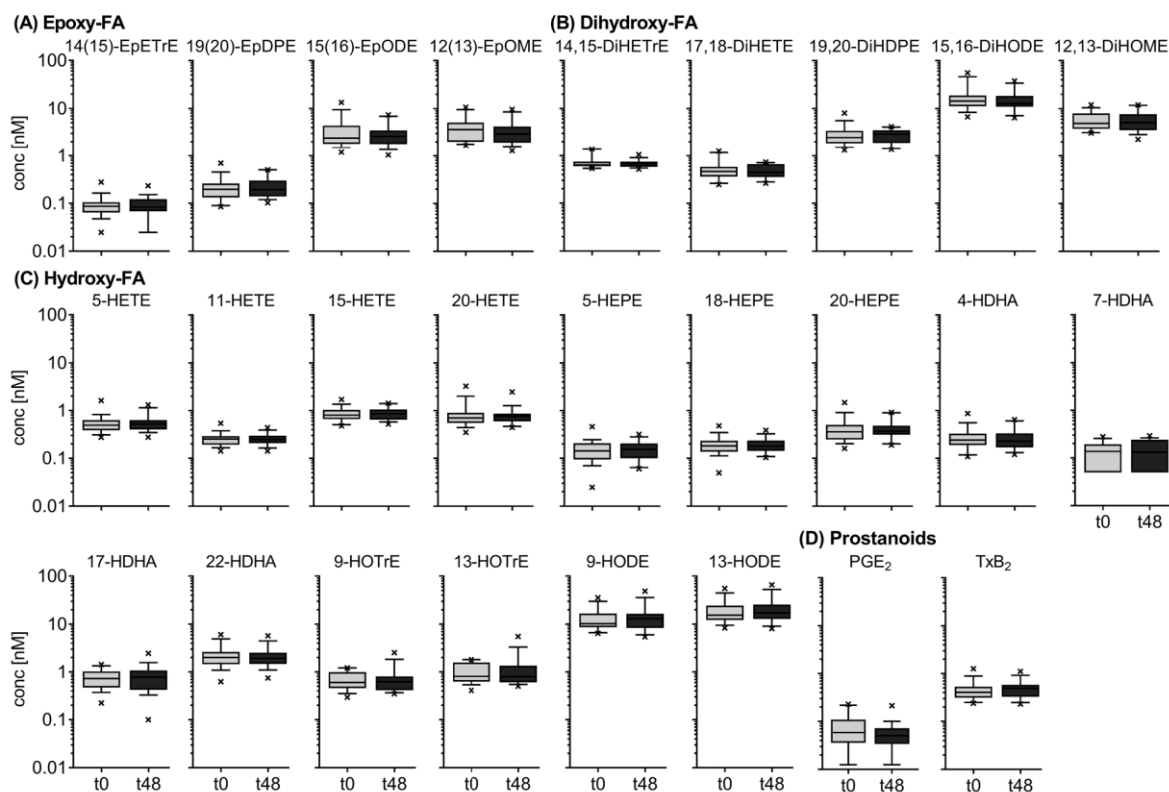 (A) Epoxy-FA (B) Dihydroxy-FA
14(15)-EpETrE 19(20)-EpDPE 15(16)-EpODE 12(13)-EpOME 14,15-DiHETrE 17,18-DiHETE 19,20-DiHDPE 15,16-DiHODE 12,13-DiHOME
100
10
1
0.1
0.01
conc [nM]
(C) Hydroxy-FA
5-HETE 11-HETE 15-HETE 20-HETE 5-HEPE 18-HEPE 20-HEPE 4-HDHA 7-HDHA
100
10
1
0.1
0.01
conc [nM]
t0 t48
(D) Prostanoids
17-HDHA 22-HDHA 9-HOTrE 13-HOTrE 9-HODE 13-HODE PGE₂ TxB₂
100
10
1
0.1
0.01
conc [nM]
t0 t48 t0 t48 t0 t48 t0 t48 t0 t48 t0 t48 t0 t48 t0 t48